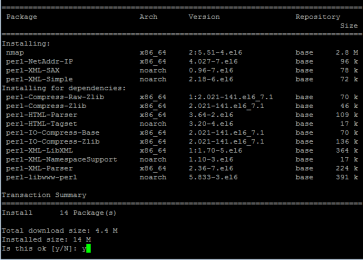 Package Arch Version Repository
Size
Installing:
nmap x86_64 2:5.51-4.el6 base 2.8 M
perl-NetAddr-IP x86_64 4.027-7.el6 base 96 k
perl-XML-SAX noarch 0.96-7.el6 base 78 k
perl-XML-Simple noarch 2.18-6.el6 base 72 k
Installing for dependencies:
perl-Compress-Raw-Zlib x86_64 1:2.021-141.el6_7.1 base 70 k
perl-Compress-Zlib x86_64 2.021-141.el6_7.1 base 46 k
perl-HTML-Parser x86_64 3.64-2.el6 base 109 k
perl-HTML-Tagset noarch 3.20-4.el6 base 17 k
perl-IO-Compress-Base x86_64 2.021-141.el6_7.1 base 70 k
perl-IO-Compress-Zlib x86_64 2.021-141.el6_7.1 base 136 k
perl-XML-LibXML x86_64 1:1.70-5.el6 base 364 k
perl-XML-NamespaceSupport noarch 1.10-3.el6 base 17 k
perl-XML-Parser x86_64 2.36-7.el6 base 224 k
perl-libwww-perl noarch 5.833-3.el6 base 391 k
Transaction Summary
Install 14 Package(s)
Total download size: 4.4 M
Installed size: 14 M
Is this ok [y/N]: y